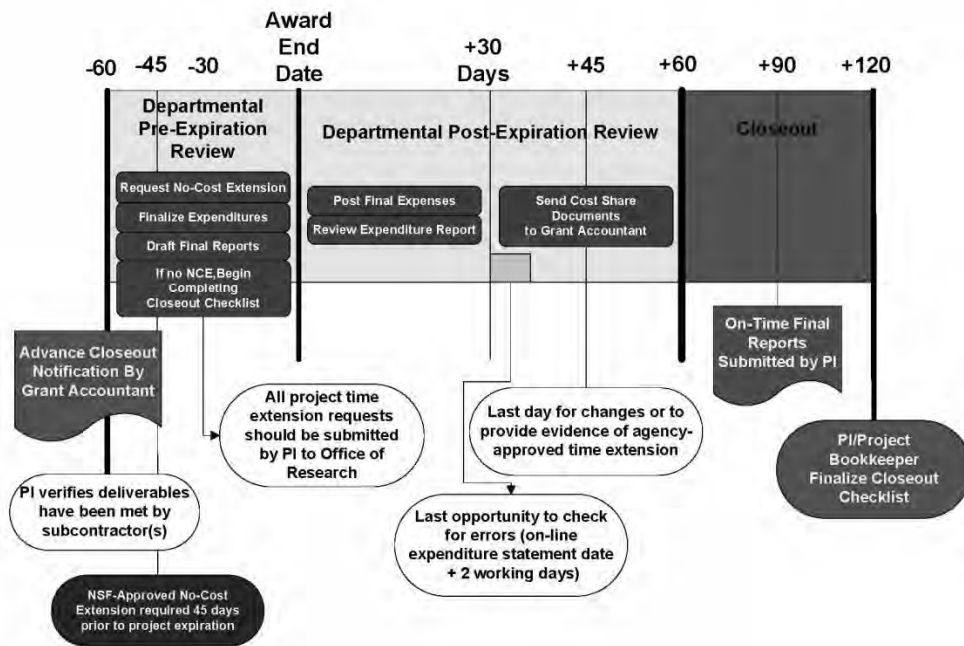 Award
End
Date
+30
Days
-60
-45
-30
+45
+60
+90
+120
Departmental
Pre-Expiration
Review
Departmental Post-Expiration Review
Closeout
Request No-Cost Extension
Finalize Expenditures
Draft Final Reports
If no NCE,Begin
Completing
Closeout Checklist
Post Final Expenses
Review Expenditure Report
Send Cost Share
Documents
to Grant Accountant
Advance Closeout
Notification By
Grant Accountant
On-Time Final
Reports
Submitted by PI
All project time
extension requests
should be submitted
by PI to Office of
Research
Last day for changes or to
provide evidence of agency-
approved time extension
PI/Project
Bookkeeper
Finalize Closeout
Checklist
PI verifies deliverables
have been met by
subcontractor(s)
Last opportunity to check
for errors (on-line
expenditure statement date
+ 2 working days)
NSF-Approved No-Cost
Extension required 45 days
prior to project expiration